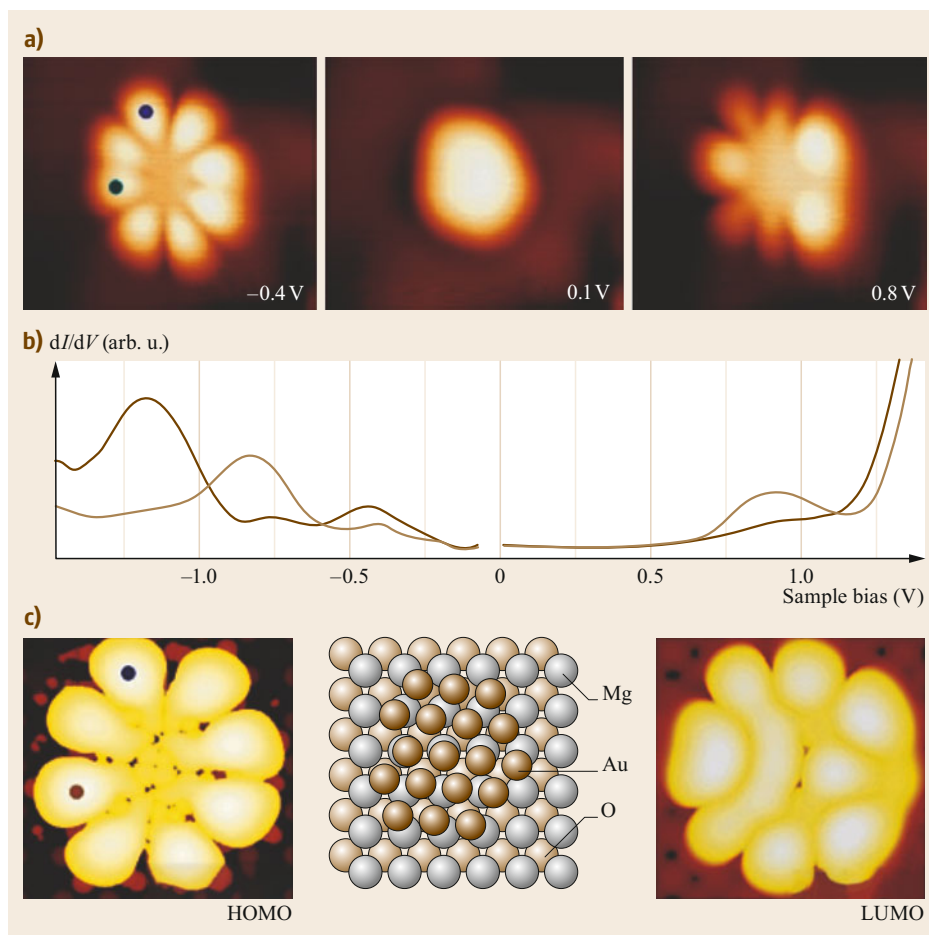 a)
−0.4 V
0.1 V
0.8 V
b) dI/dV (arb. u.)
−1.0
−0.5
0
0.5
1.0
Sample bias (V)
c)
Mg
Au
O
HOMO
LUMO